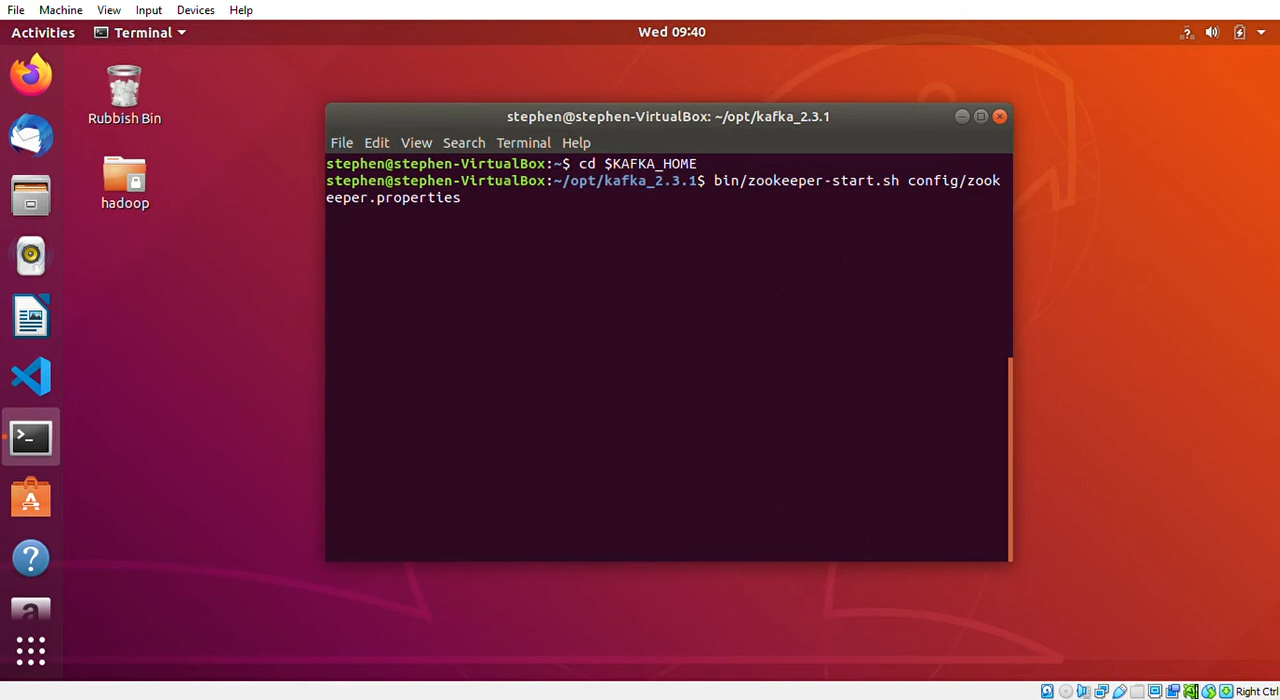 File Machine View Input Devices Help
Activities Terminal Wed 09:40
Rubbish Bin
hadoop
stephen@stephen-VirtualBox: ~/opt/kafka_2.3.1
File Edit View Search Terminal Help
stephen@stephen-VirtualBox:~$ cd $KAFKA_HOME
stephen@stephen-VirtualBox:~/opt/kafka_2.3.1$ bin/zookeeper-start.sh config/zook
eeper.properties
Right Ctrl